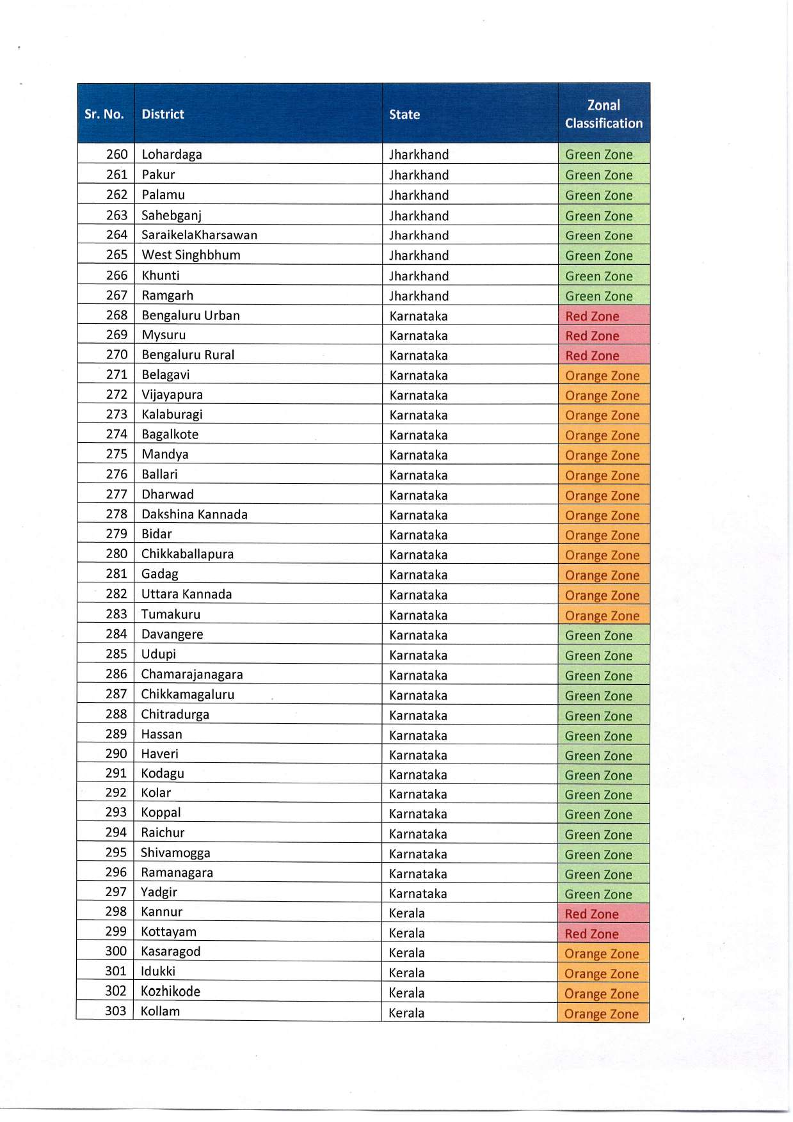 Sr. No. District State Zonal Classification
260 Lohardaga Jharkhand Green Zone
261 Pakur Jharkhand Green Zone
262 Palamu Jharkhand Green Zone
263 Sahebganj Jharkhand Green Zone
264 SaraikelaKharsawan Jharkhand Green Zone
265 West Singhbhum Jharkhand Green Zone
266 Khunti Jharkhand Green Zone
267 Ramgarh Jharkhand Green Zone
268 Bengaluru Urban Karnataka Red Zone
269 Mysuru Karnataka Red Zone
270 Bengaluru Rural Karnataka Red Zone
271 Belagavi Karnataka Orange Zone
272 Vijayapura Karnataka Orange Zone
273 Kalaburagi Karnataka Orange Zone
274 Bagalkote Karnataka Orange Zone
275 Mandya Karnataka Orange Zone
276 Ballari Karnataka Orange Zone
277 Dharwad Karnataka Orange Zone
278 Dakshina Kannada Karnataka Orange Zone
279 Bidar Karnataka Orange Zone
280 Chikkaballapura Karnataka Orange Zone
281 Gadag Karnataka Orange Zone
282 Uttara Kannada Karnataka Orange Zone
283 Tumakuru Karnataka Orange Zone
284 Davangere Karnataka Green Zone
285 Udupi Karnataka Green Zone
286 Chamarajanagara Karnataka Green Zone
287 Chikkamagaluru Karnataka Green Zone
288 Chitradurga Karnataka Green Zone
289 Hassan Karnataka Green Zone
290 Haveri Karnataka Green Zone
291 Kodagu Karnataka Green Zone
292 Kolar Karnataka Green Zone
293 Koppal Karnataka Green Zone
294 Raichur Karnataka Green Zone
295 Shivamogga Karnataka Green Zone
296 Ramanagara Karnataka Green Zone
297 Yadgir Karnataka Green Zone
298 Kannur Kerala Red Zone
299 Kottayam Kerala Red Zone
300 Kasaragod Kerala Orange Zone
301 Idukki Kerala Orange Zone
302 Kozhikode Kerala Orange Zone
303 Kollam Kerala Orange Zone